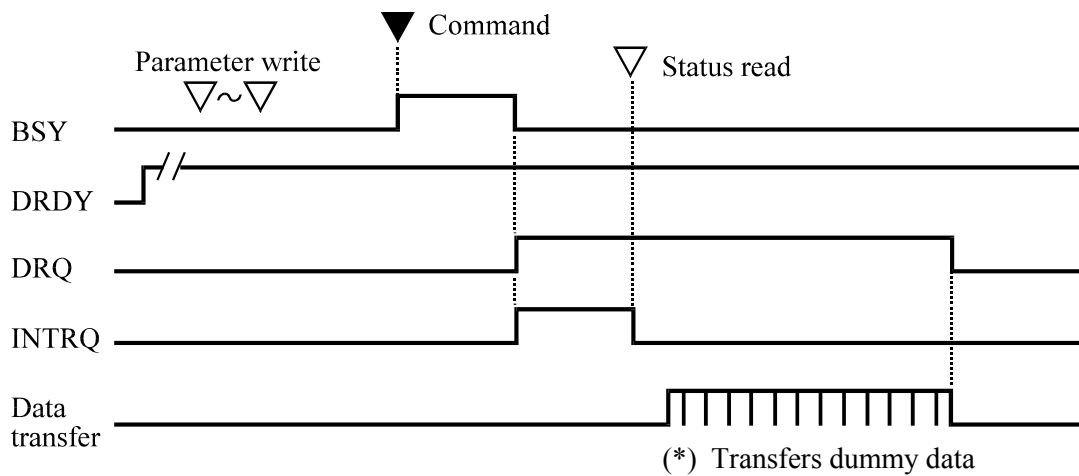 Command
Parameter write
~
Status read
BSY
DRDY
DRQ
INTRQ
Data
transfer
(*) Transfers dummy data